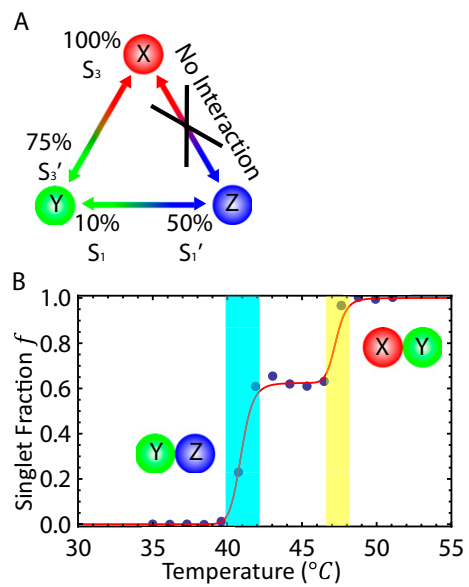 A
100%
S₃
X
No Interaction
75%
S₃'
Y
Z
10%
S₁
50%
S₁'
B
Singlet Fraction f
1.0
0.8
0.6
0.4
0.2
0.0
X Y
Y Z
30 35 40 45 50 55
Temperature (°C)